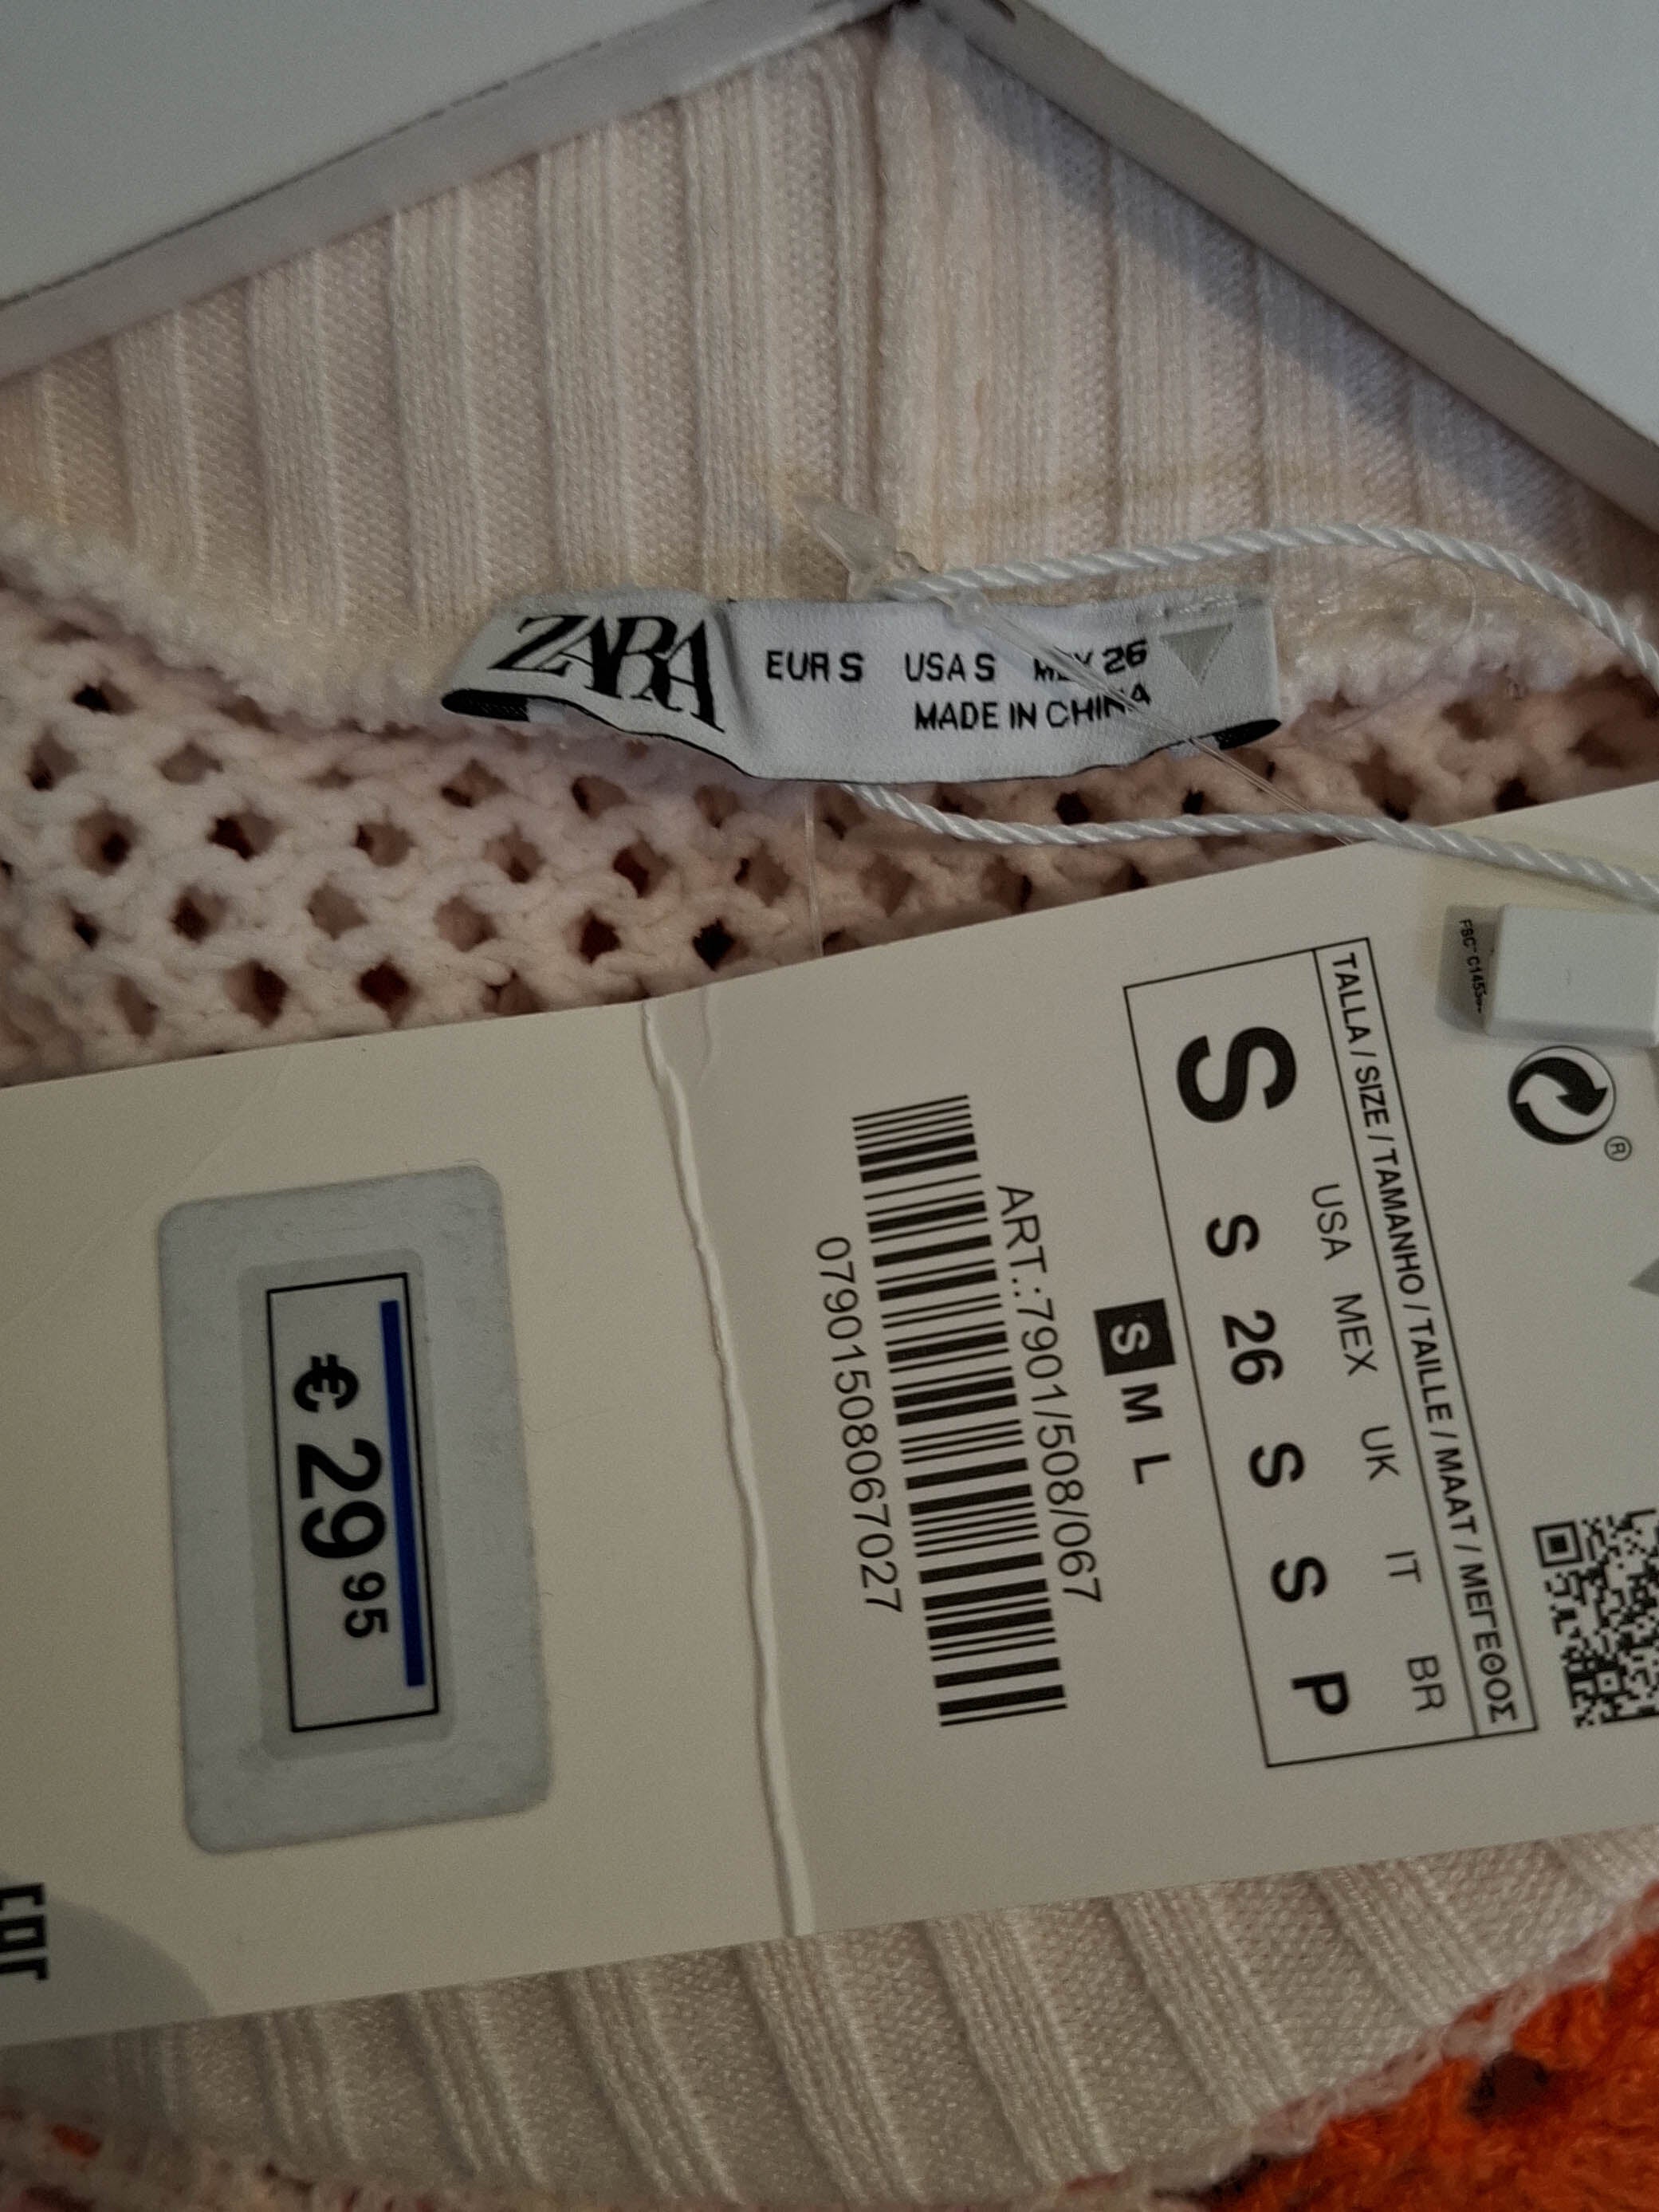 ZARA
EUR S USA S MEX 26
MADE IN CHINA
TALLA / SIZE / TAMANHO / TAILLE / MAAT / ΜΕΓΕΘΟΣ
USA MEX UK IT BR
S S 26 S S P
S M L
ART.:7901/508/067
07901508067027
€ 29 95
®